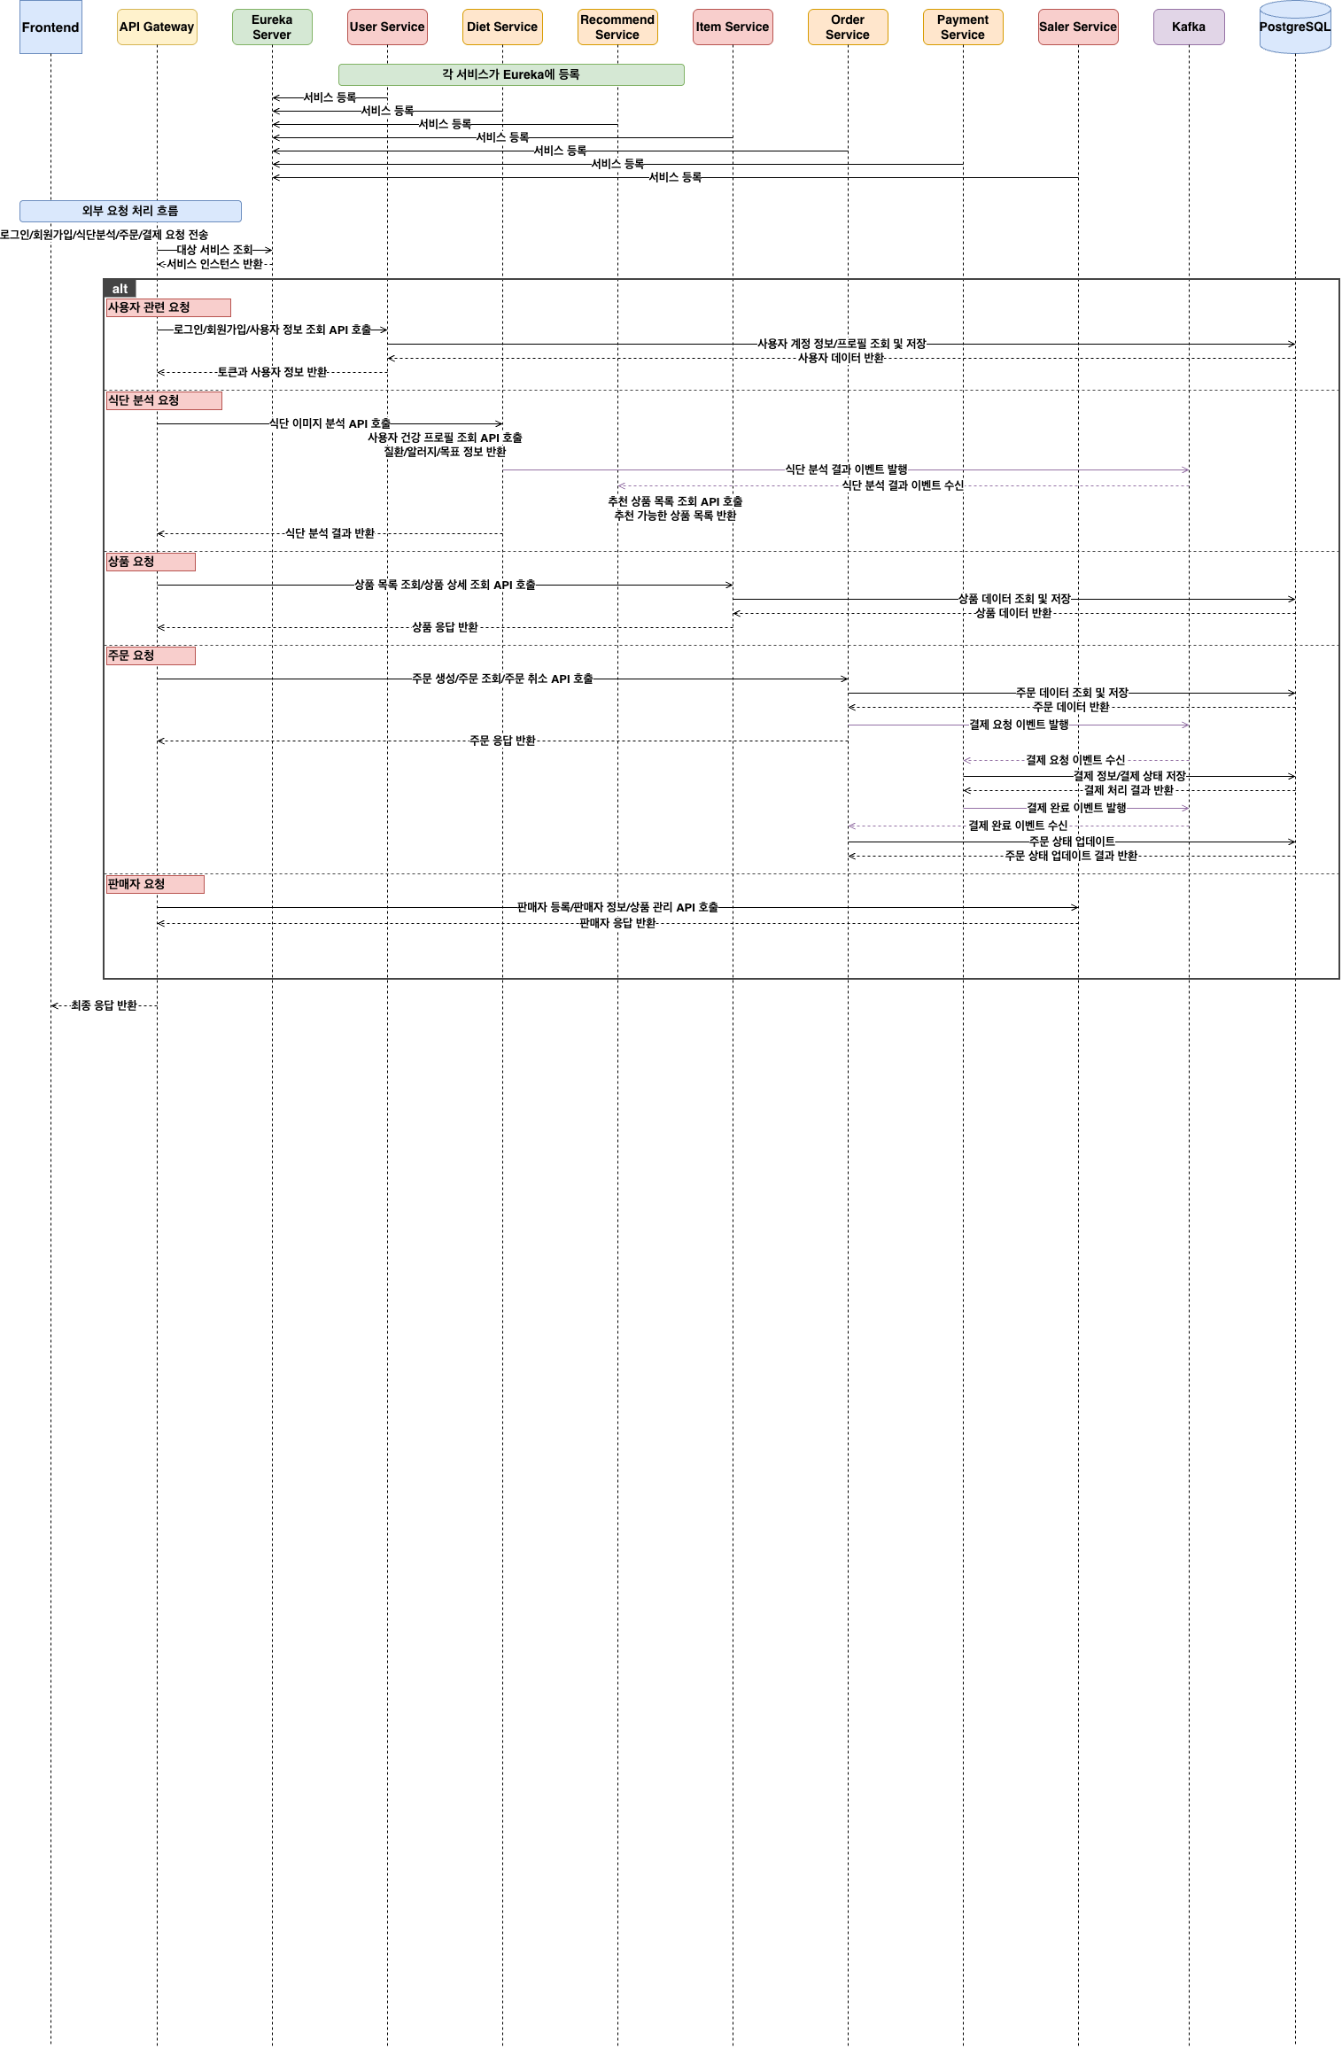 Frontend
API Gateway
Eureka
Server
User Service
Diet Service
Recommend
Service
Item Service
Order
Service
Payment
Service
Saler Service
Kafka
PostgreSQL
각 서비스가 Eureka에 등록
서비스 등록
서비스 등록
서비스 등록
서비스 등록
서비스 등록
서비스 등록
서비스 등록
외부 요청 처리 흐름
로그인/회원가입/식단분석/주문/결제 요청 전송
대상 서비스 조회
서비스 인스턴스 반환
alt
사용자 관련 요청
로그인/회원가입/사용자 정보 조회 API 호출
사용자 계정 정보/프로필 조회 및 저장
사용자 데이터 반환
토큰과 사용자 정보 반환
식단 분석 요청
식단 이미지 분석 API 호출
사용자 건강 프로필 조회 API 호출
질환/알러지/목표 정보 반환
식단 분석 결과 이벤트 발행
식단 분석 결과 이벤트 수신
추천 상품 목록 조회 API 호출
추천 가능한 상품 목록 반환
식단 분석 결과 반환
상품 요청
상품 목록 조회/상품 상세 조회 API 호출
상품 데이터 조회 및 저장
상품 데이터 반환
상품 응답 반환
주문 요청
주문 생성/주문 조회/주문 취소 API 호출
주문 데이터 조회 및 저장
주문 데이터 반환
결제 요청 이벤트 발행
주문 응답 반환
결제 요청 이벤트 수신
결제 정보/결제 상태 저장
결제 처리 결과 반환
결제 완료 이벤트 발행
결제 완료 이벤트 수신
주문 상태 업데이트
주문 상태 업데이트 결과 반환
판매자 요청
판매자 등록/판매자 정보/상품 관리 API 호출
판매자 응답 반환
최종 응답 반환